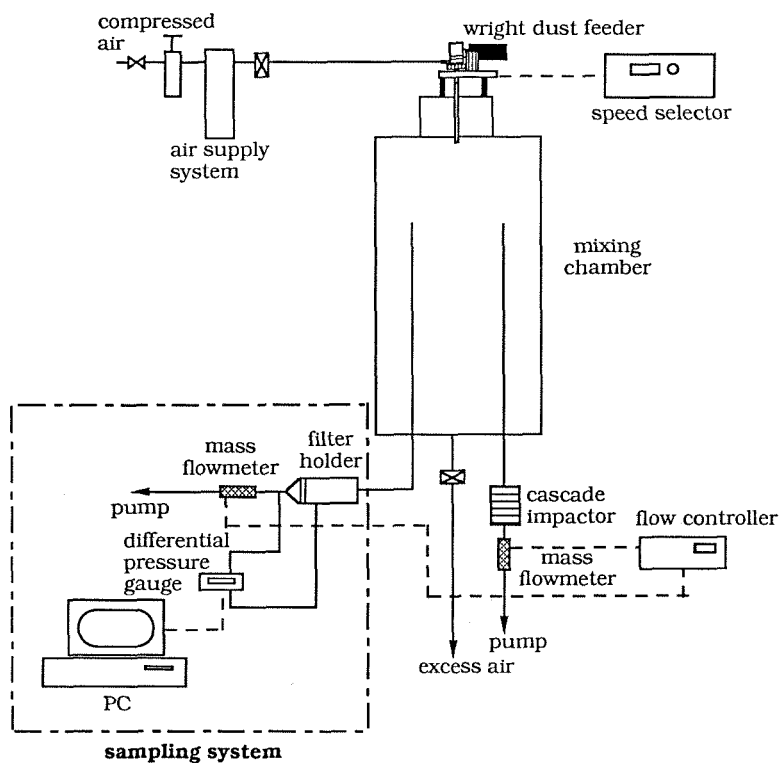 compressed
air
wright dust feeder
speed selector
air supply
system
mixing
chamber
filter
holder
mass
flowmeter
pump
differential
pressure
gauge
PC
cascade
impactor
flow controller
mass
flowmeter
pump
excess air
sampling system